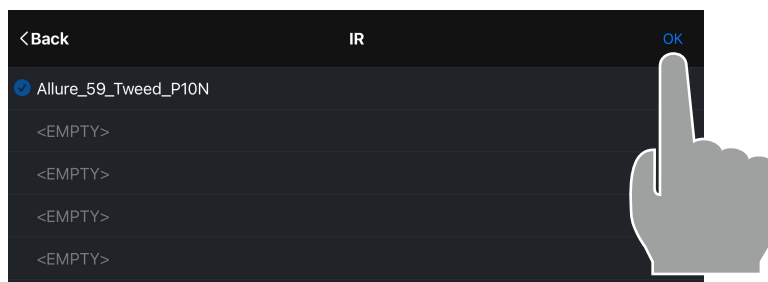 Back IR OK
Allure_59_Tweed_P10N
<EMPTY>
<EMPTY>
<EMPTY>
<EMPTY>